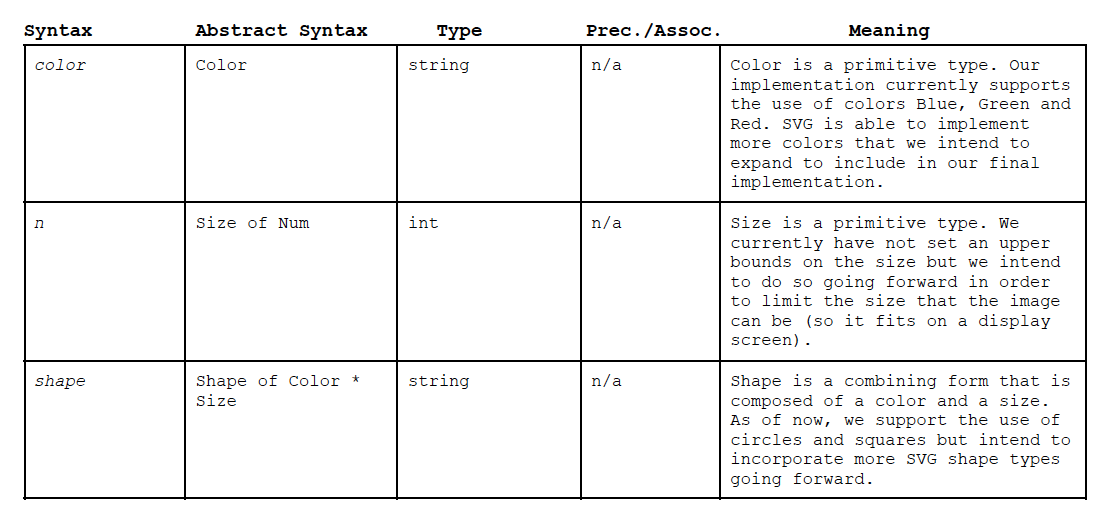 Syntax Abstract Syntax Type Prec./Assoc. Meaning
color Color string n/a Color is a primitive type. Our
implementation currently supports
the use of colors Blue, Green and
Red. SVG is able to implement
more colors that we intend to
expand to include in our final
implementation.
n Size of Num int n/a Size is a primitive type. We
currently have not set an upper
bounds on the size but we intend
to do so going forward in order
to limit the size that the image
can be (so it fits on a display
screen).
shape Shape of Color * string n/a Shape is a combining form that is
Size composed of a color and a size.
As of now, we support the use of
circles and squares but intend to
incorporate more SVG shape types
going forward.